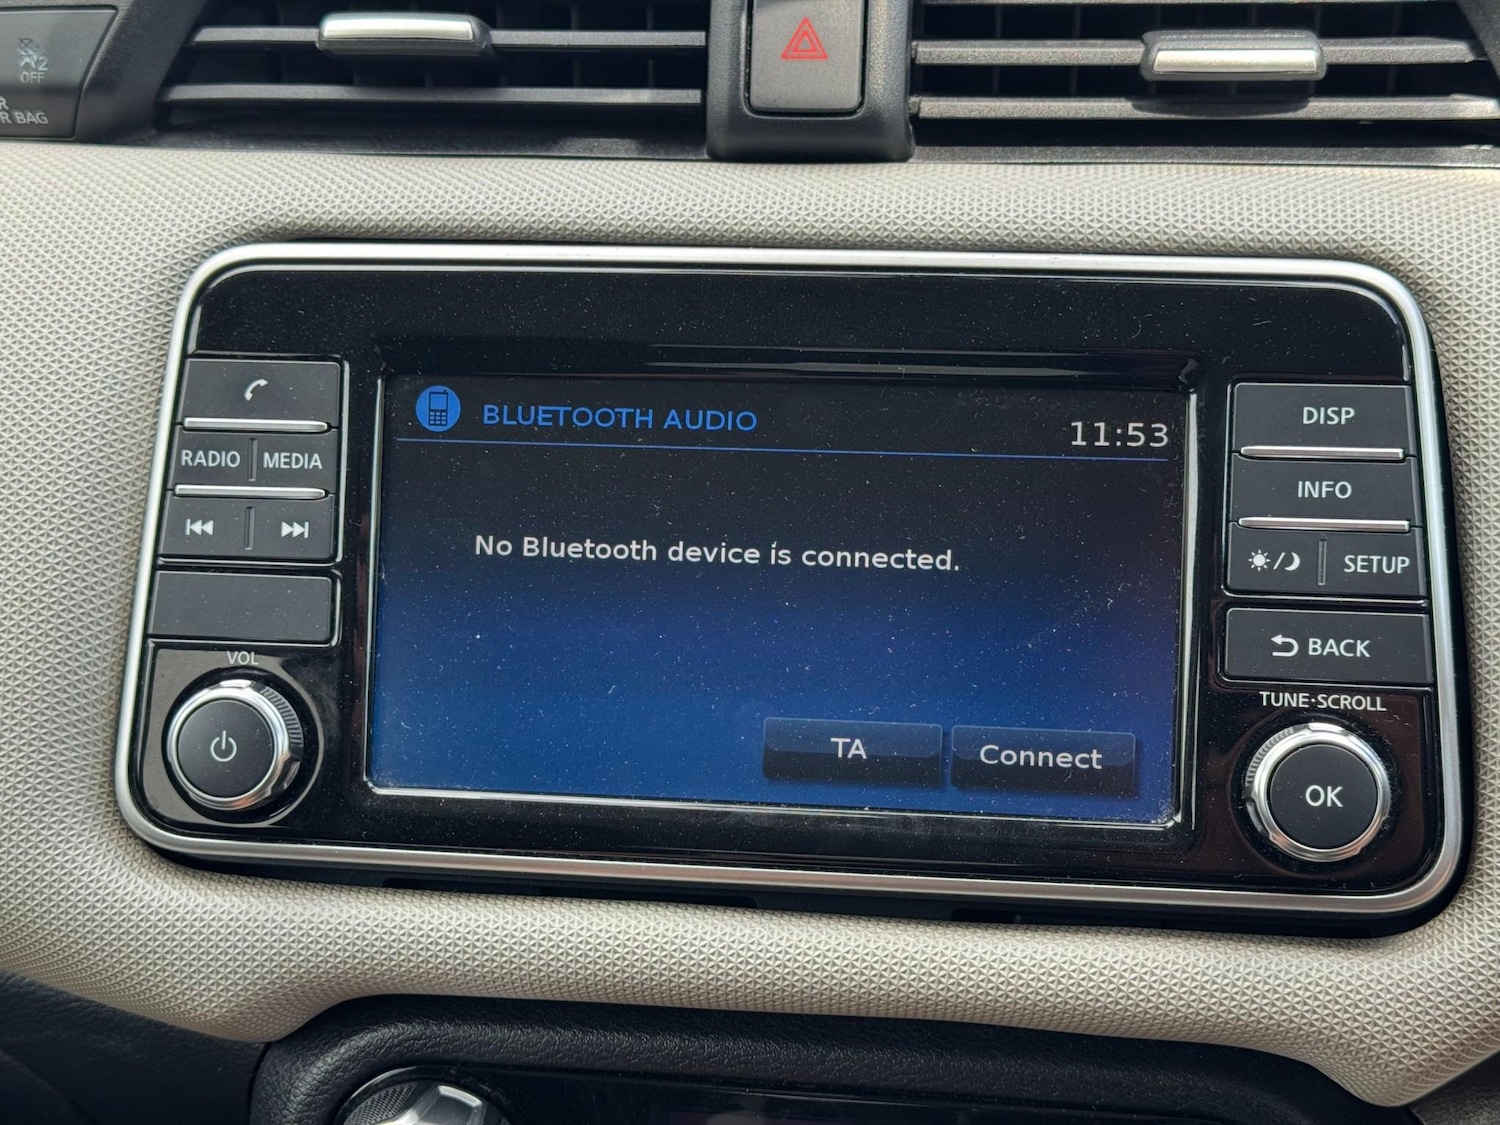 2
OFF
R BAG
BLUETOOTH AUDIO
11:53
RADIO
MEDIA
No Bluetooth device is connected.
TA
Connect
VOL
DISP
INFO
SETUP
BACK
TUNE·SCROLL
OK